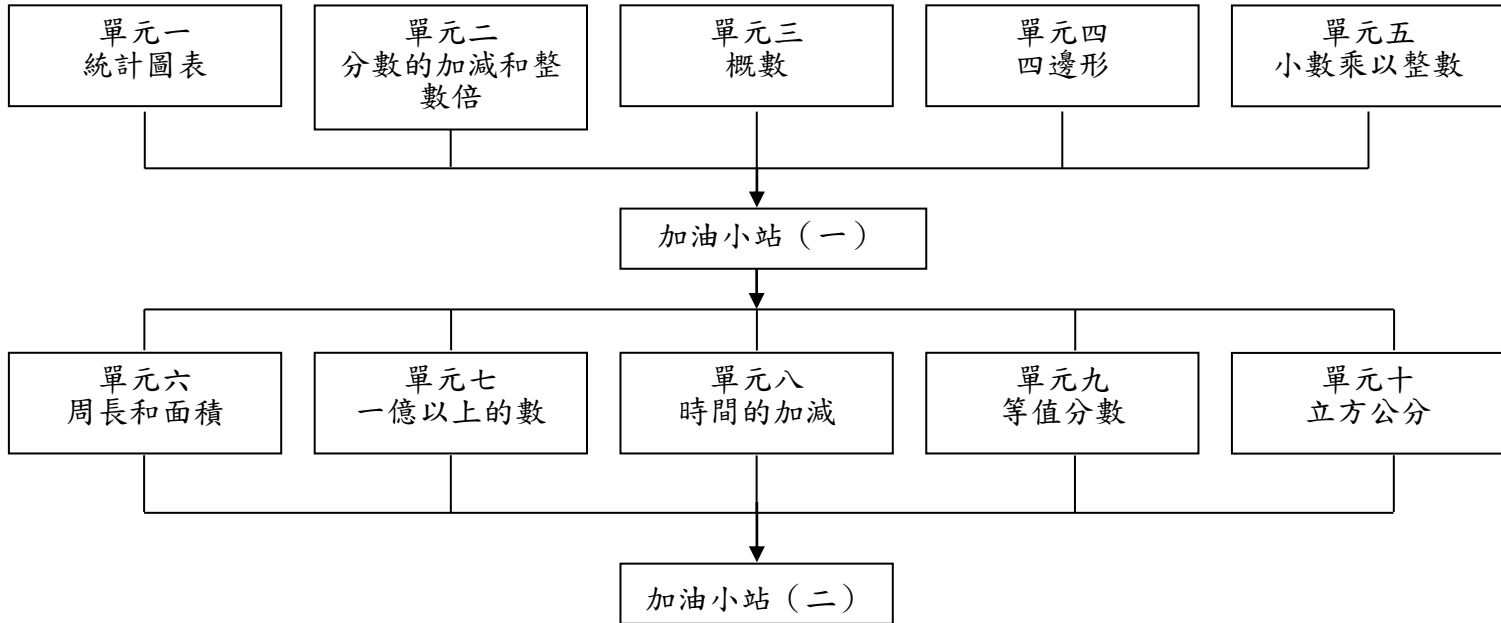 單元一
統計圖表
單元二
分數的加減和整
數倍
單元三
概數
單元四
四邊形
單元五
小數乘以整數
加油小站（一）
單元六
周長和面積
單元七
一億以上的數
單元八
時間的加減
單元九
等值分數
單元十
立方公分
加油小站（二）